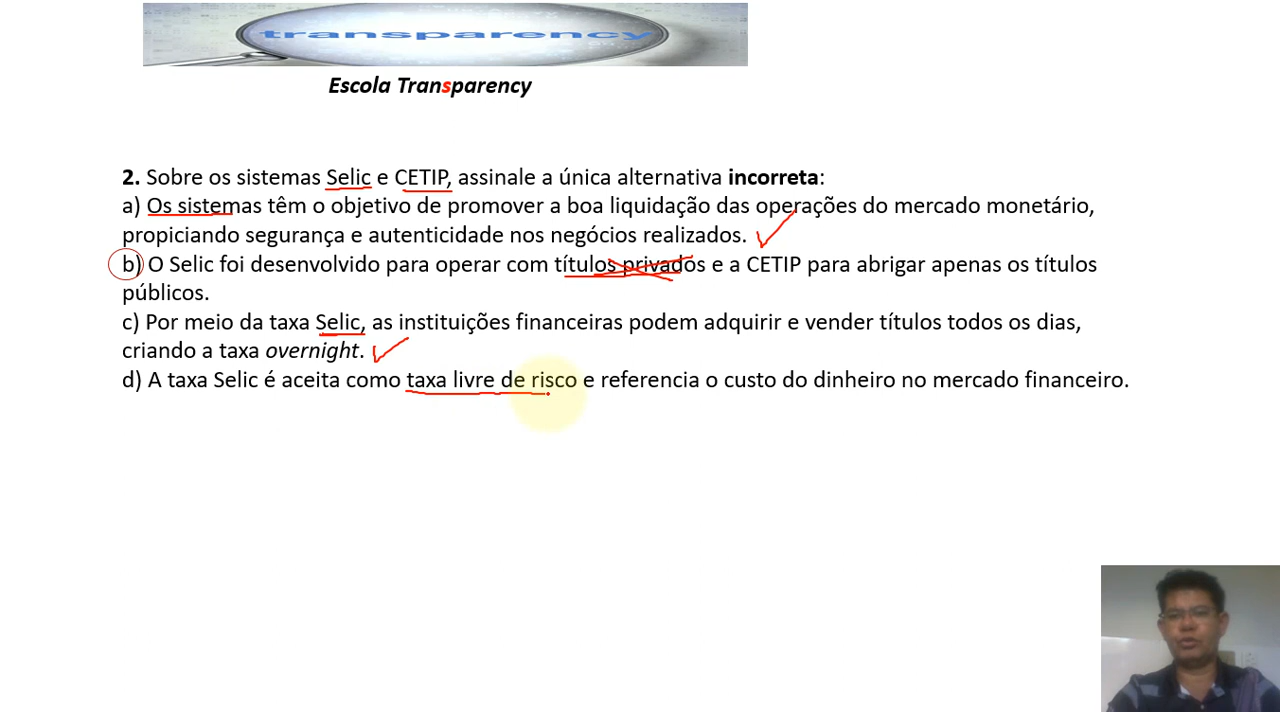 transparency
Escola Transparency
2. Sobre os sistemas Selic e CETIP, assinale a única alternativa incorreta:
a) Os sistemas têm o objetivo de promover a boa liquidação das operações do mercado monetário,
propiciando segurança e autenticidade nos negócios realizados.
b) O Selic foi desenvolvido para operar com títulos privados e a CETIP para abrigar apenas os títulos
públicos.
c) Por meio da taxa Selic, as instituições financeiras podem adquirir e vender títulos todos os dias,
criando a taxa overnight.
d) A taxa Selic é aceita como taxa livre de risco e referencia o custo do dinheiro no mercado financeiro.